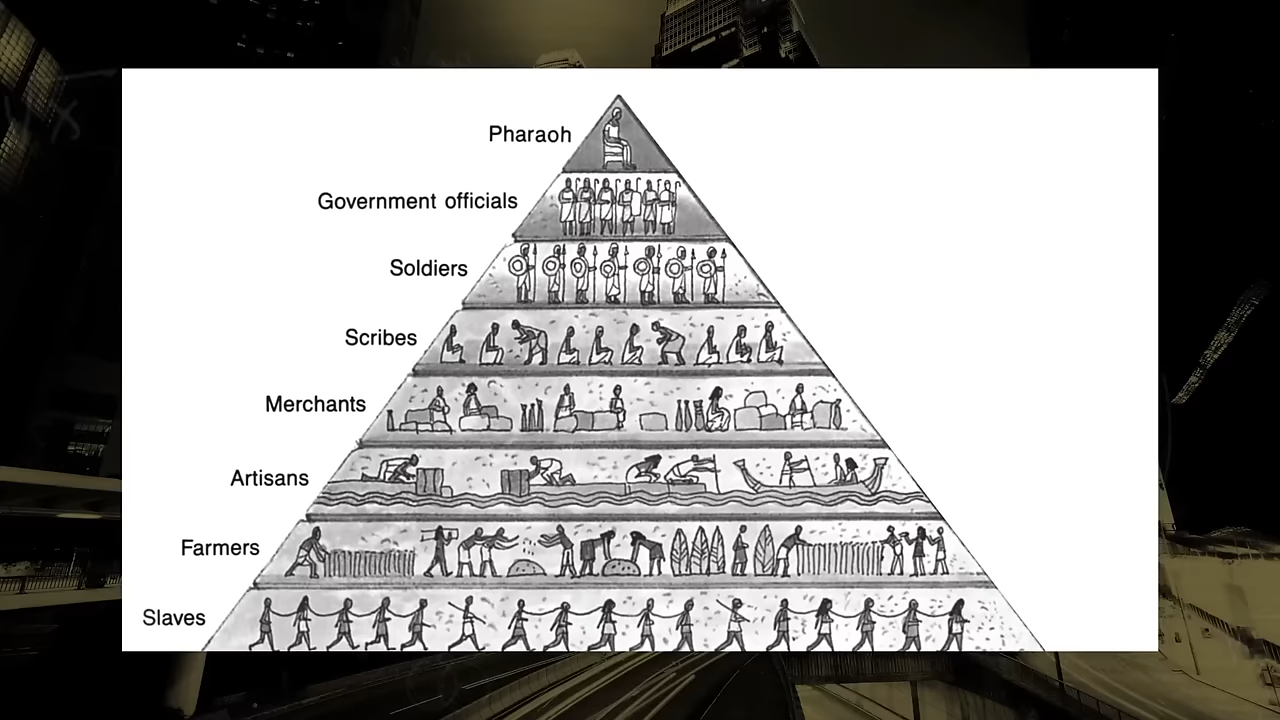 Pharaoh
Government officials
Soldiers
Scribes
Merchants
Artisans
Farmers
Slaves